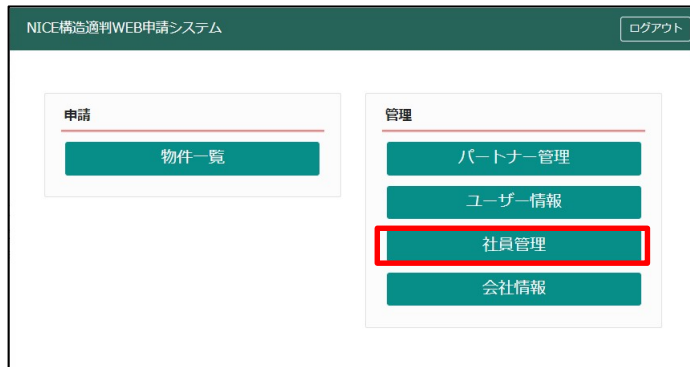 NICE構造適判WEB申請システム
ログアウト
申請
物件一覧
管理
パートナー管理
ユーザー情報
社員管理
会社情報